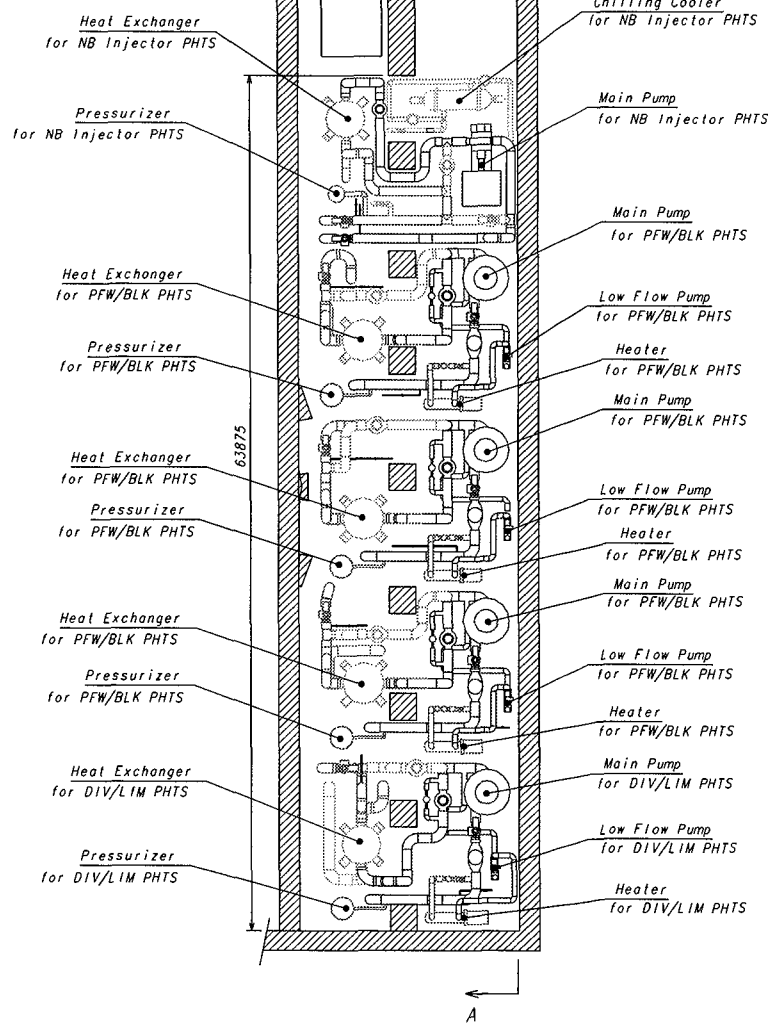 Heat Exchanger
for NB Injector PHTS
Pressurizer
for NB Injector PHTS
Heat Exchanger
for PFW/BLK PHTS
Pressurizer
for PFW/BLK PHTS
63875
Heat Exchanger
for PFW/BLK PHTS
Pressurizer
for PFW/BLK PHTS
Heat Exchanger
for PFW/BLK PHTS
Pressurizer
for PFW/BLK PHTS
Heat Exchanger
for DIV/LIM PHTS
Pressurizer
for DIV/LIM PHTS
Chilling Cooler
for NB Injector PHTS
Main Pump
for NB Injector PHTS
Main Pump
for PFW/BLK PHTS
Low Flow Pump
for PFW/BLK PHTS
Heater
for PFW/BLK PHTS
Main Pump
for PFW/BLK PHTS
Low Flow Pump
for PFW/BLK PHTS
Heater
for PFW/BLK PHTS
Main Pump
for PFW/BLK PHTS
Low Flow Pump
for PFW/BLK PHTS
Heater
for PFW/BLK PHTS
Main Pump
for DIV/LIM PHTS
Low Flow Pump
for DIV/LIM PHTS
Heater
for DIV/LIM PHTS
A